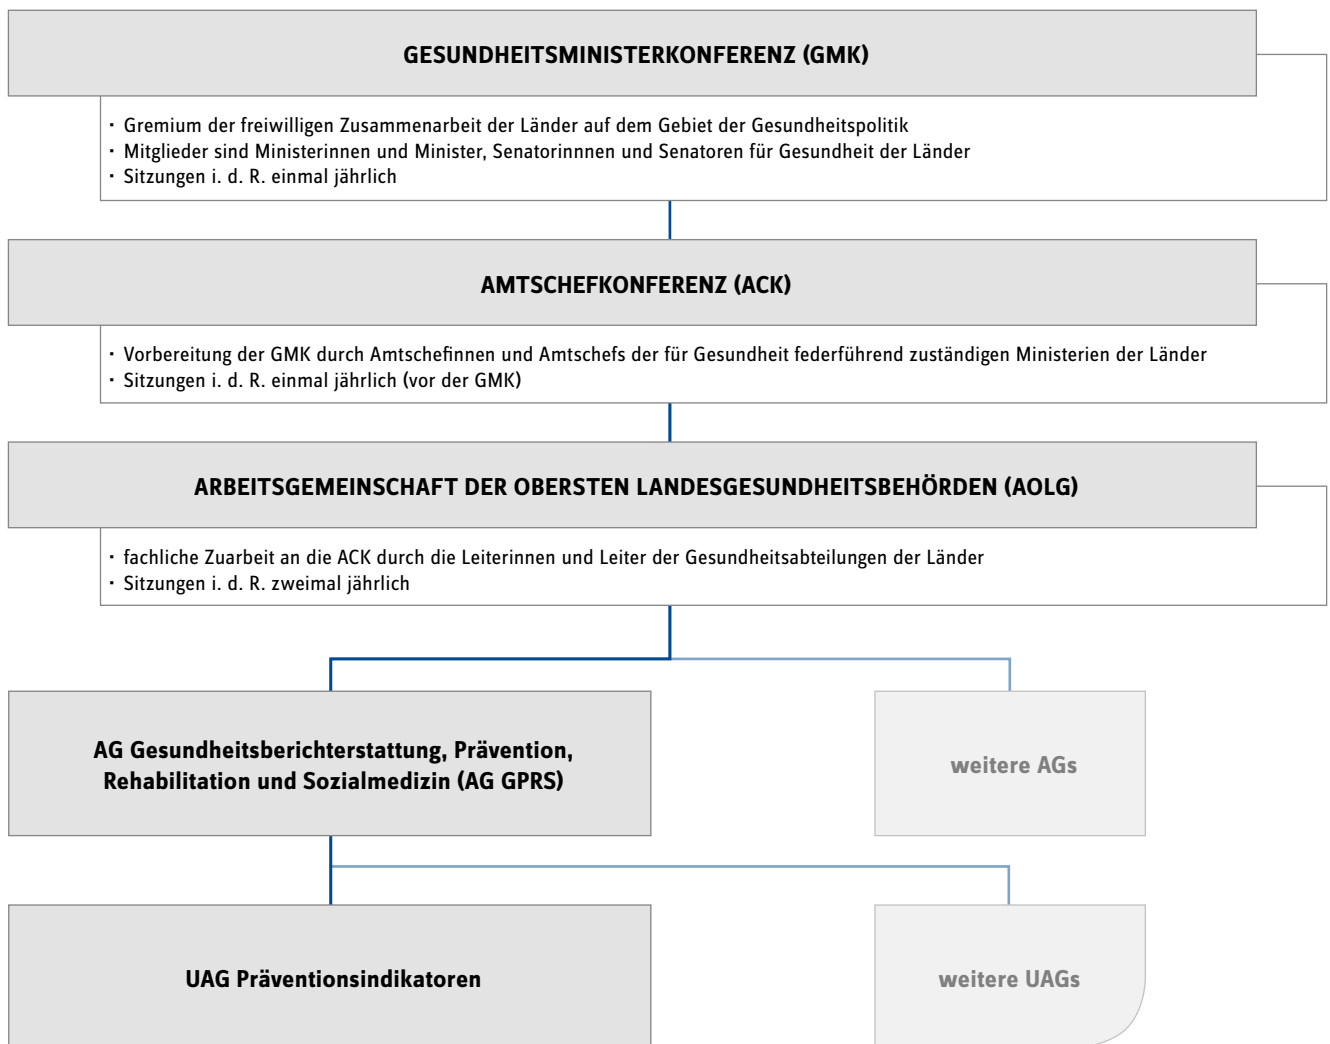 GESUNDHEITSMINISTERKONFERENZ (GMK)
· Gremium der freiwilligen Zusammenarbeit der Länder auf dem Gebiet der Gesundheitspolitik
· Mitglieder sind Ministerinnen und Minister, Senatorinnnen und Senatoren für Gesundheit der Länder
· Sitzungen i. d. R. einmal jährlich
AMTSCHEFKONFERENZ (ACK)
· Vorbereitung der GMK durch Amtschefinnen und Amtschefs der für Gesundheit federführend zuständigen Ministerien der Länder
· Sitzungen i. d. R. einmal jährlich (vor der GMK)
ARBEITSGEMEINSCHAFT DER OBERSTEN LANDESGESUNDHEITSBEHÖRDEN (AOLG)
· fachliche Zuarbeit an die ACK durch die Leiterinnen und Leiter der Gesundheitsabteilungen der Länder
· Sitzungen i. d. R. zweimal jährlich
AG Gesundheitsberichterstattung, Prävention,
Rehabilitation und Sozialmedizin (AG GPRS)
weitere AGs
UAG Präventionsindikatoren
weitere UAGs